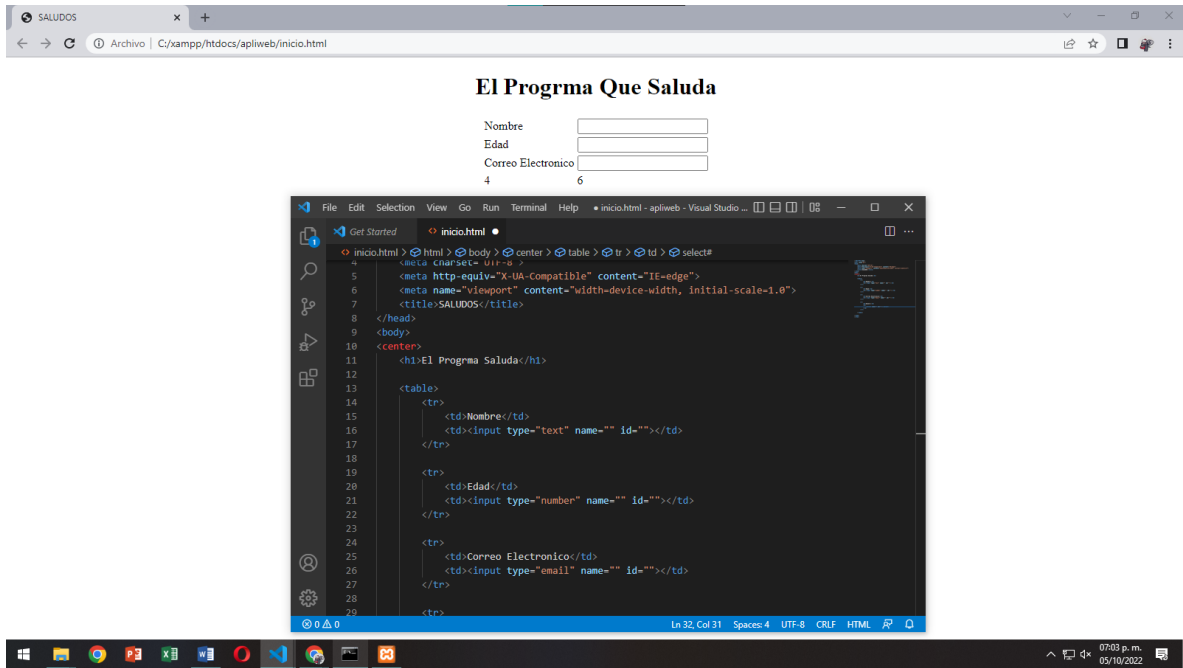 SALUDOS
Archivo | C:/xampp/htdocs/apliweb/inicio.html
El Progrma Que Saluda
Nombre
Edad
Correo Electronico
4 6
File Edit Selection View Go Run Terminal Help ● inicio.html - apliweb - Visual Studio ...
1
Get Started inicio.html ●
inicio.html > html > body > center > table > tr > td > select#
4 <meta charset="UTF-8">
5 <meta http-equiv="X-UA-Compatible" content="IE=edge">
6 <meta name="viewport" content="width=device-width, initial-scale=1.0">
7 <title>SALUDOS</title>
8 </head>
9 <body>
10 <center>
11 <h1>El Progrma Saluda</h1>
12
13 <table>
14 <tr>
15 <td>Nombre</td>
16 <td><input type="text" name="" id=""></td>
17 </tr>
18
19 <tr>
20 <td>Edad</td>
21 <td><input type="number" name="" id=""></td>
22 </tr>
23
24 <tr>
25 <td>Correo Electronico</td>
26 <td><input type="email" name="" id=""></td>
27 </tr>
28
29 <tr>
0 0 Ln 32, Col 31 Spaces: 4 UTF-8 CRLF HTML
07:03 p. m.
05/10/2022